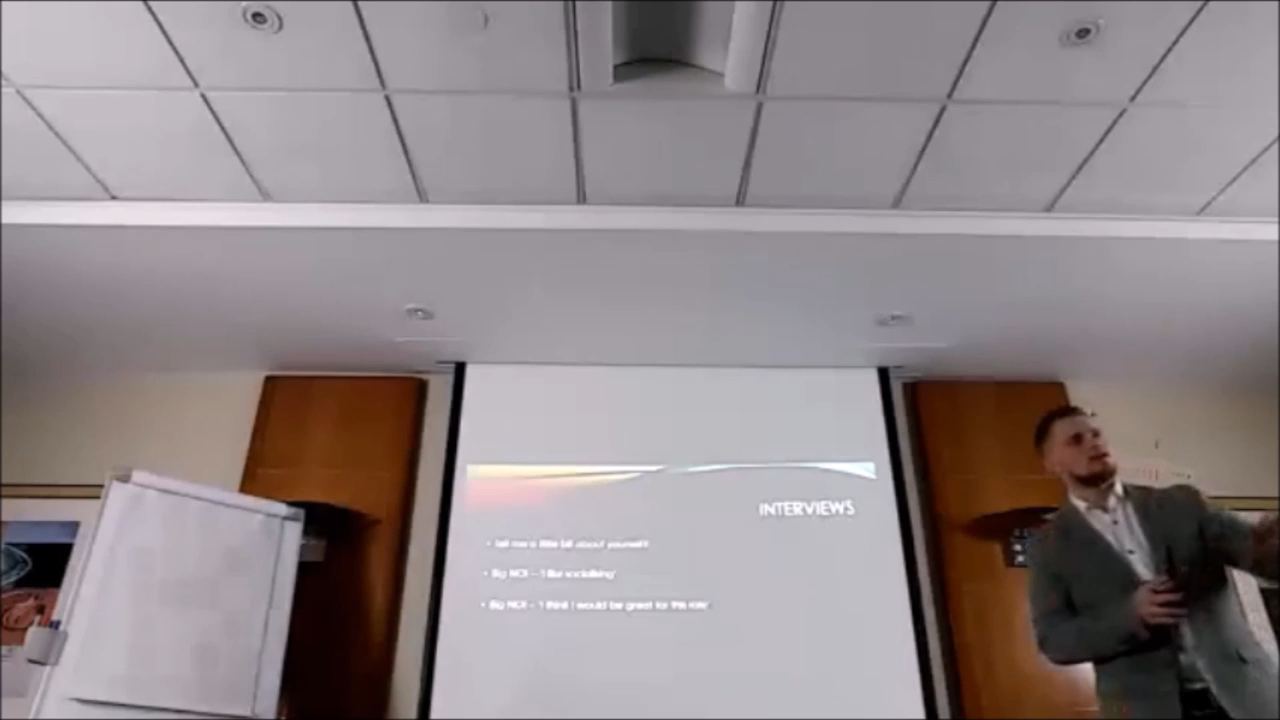 INTERVIEWS
• Tell me a little bit about yourself?
• Big NO! – 'I like socialising'
• Big NO! – 'I think I would be great for this role'